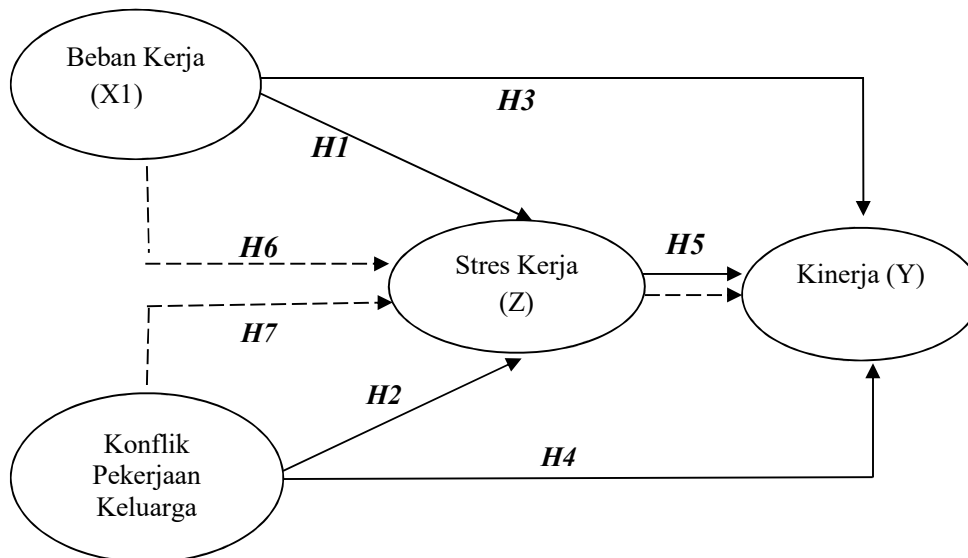 Beban Kerja
(X1)
H3
H1
H6
Stres Kerja
(Z)
H5
Kinerja (Y)
H7
H2
Konflik
Pekerjaan
Keluarga
H4